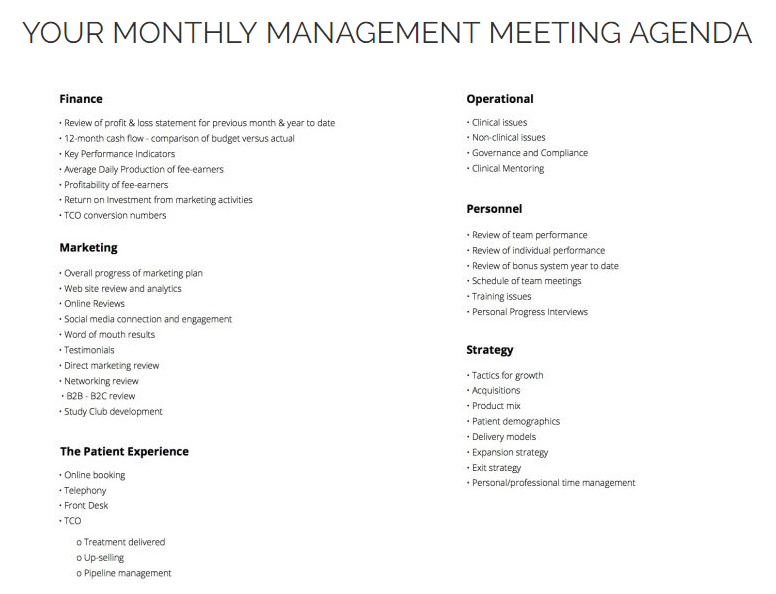 YOUR MONTHLY MANAGEMENT MEETING AGENDA
Finance
• Review of profit & loss statement for previous month & year to date
• 12-month cash flow - comparison of budget versus actual
• Key Performance Indicators
• Average Daily Production of fee-earners
• Profitability of fee-earners
• Return on Investment from marketing activities
• TCO conversion numbers
Marketing
• Overall progress of marketing plan
• Web site review and analytics
• Online Reviews
• Social media connection and engagement
• Word of mouth results
• Testimonials
• Direct marketing review
• Networking review
• B2B - B2C review
• Study Club development
The Patient Experience
• Online booking
• Telephony
• Front Desk
• TCO
o Treatment delivered
o Up-selling
o Pipeline management
Operational
• Clinical issues
• Non-clinical issues
• Governance and Compliance
• Clinical Mentoring
Personnel
• Review of team performance
• Review of individual performance
• Review of bonus system year to date
• Schedule of team meetings
• Training issues
• Personal Progress Interviews
Strategy
• Tactics for growth
• Acquisitions
• Product mix
• Patient demographics
• Delivery models
• Expansion strategy
• Exit strategy
• Personal/professional time management